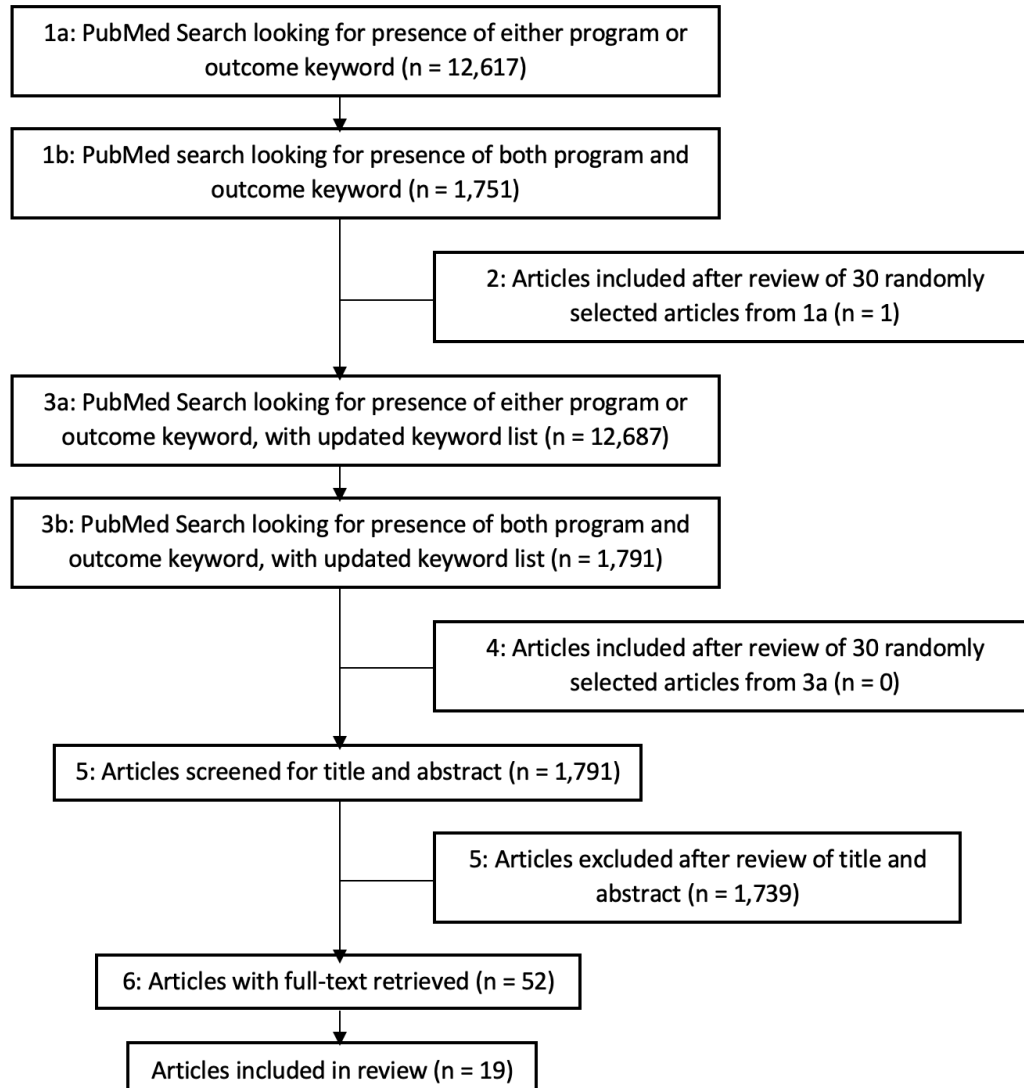 1a: PubMed Search looking for presence of either program or
outcome keyword (n = 12,617)
1b: PubMed search looking for presence of both program and
outcome keyword (n = 1,751)
2: Articles included after review of 30 randomly
selected articles from 1a (n = 1)
3a: PubMed Search looking for presence of either program or
outcome keyword, with updated keyword list (n = 12,687)
3b: PubMed Search looking for presence of both program and
outcome keyword, with updated keyword list (n = 1,791)
4: Articles included after review of 30 randomly
selected articles from 3a (n = 0)
5: Articles screened for title and abstract (n = 1,791)
5: Articles excluded after review of title and
abstract (n = 1,739)
6: Articles with full-text retrieved (n = 52)
Articles included in review (n = 19)